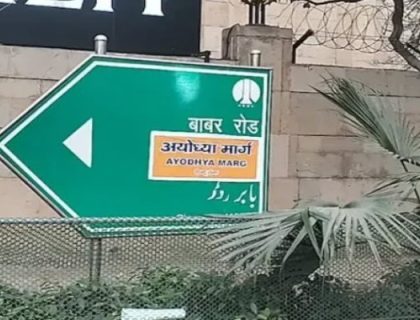 बाबर रोड
अयोध्या मार्ग
AYODHYA MARG
بابر روڈ